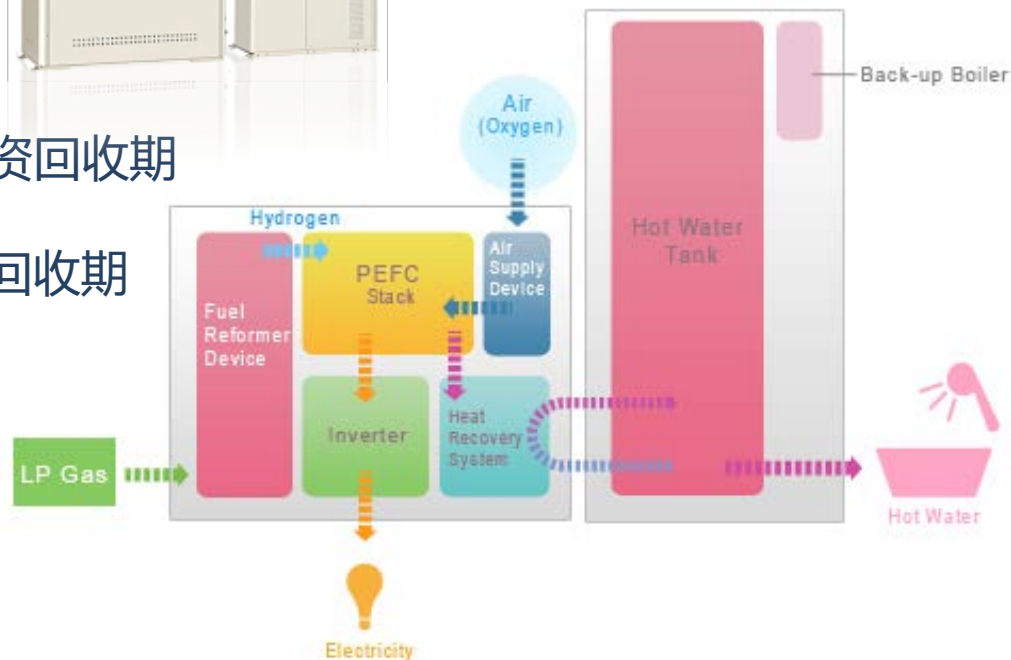 资回收期
回收期
Air
(Oxygen)
Back-up Boiler
Hydrogen
PEFC
Stack
Air
Supply
Device
Fuel
Reformer
Device
Hot Water
Tank
Inverter
Heat
Recovery
System
LP Gas
Hot Water
Electricity